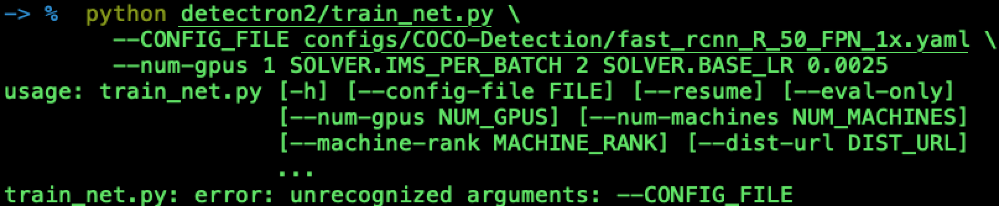 -> %  python detectron2/train_net.py \
--CONFIG_FILE configs/COCO-Detection/fast_rcnn_R_50_FPN_1x.yaml \
--num-gpus 1 SOLVER.IMS_PER_BATCH 2 SOLVER.BASE_LR 0.0025
usage: train_net.py [-h] [--config-file FILE] [--resume] [--eval-only]
[--num-gpus NUM_GPUS] [--num-machines NUM_MACHINES]
[--machine-rank MACHINE_RANK] [--dist-url DIST_URL]
...
train_net.py: error: unrecognized arguments: --CONFIG_FILE